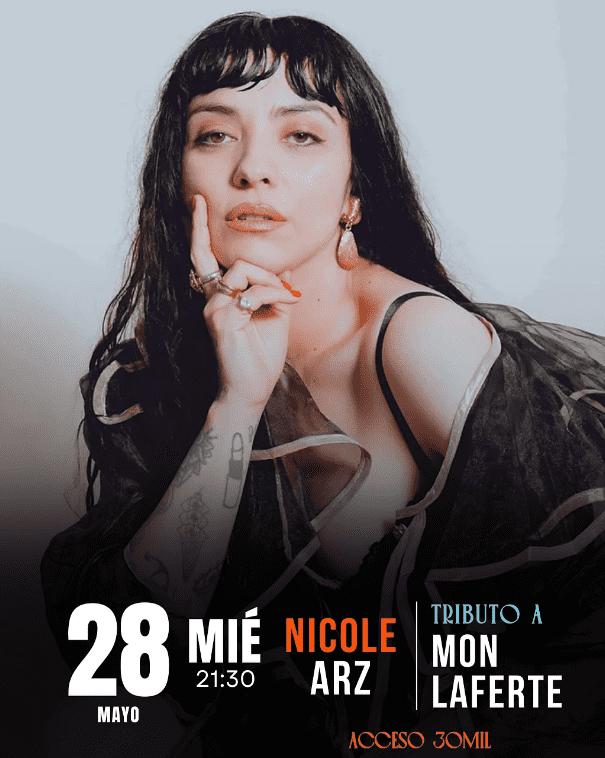 28
MAYO
MIÉ
21:30
NICOLE
ARZ
TRIBUTO A
MON
LAFERTE
ACCESO 30MIL